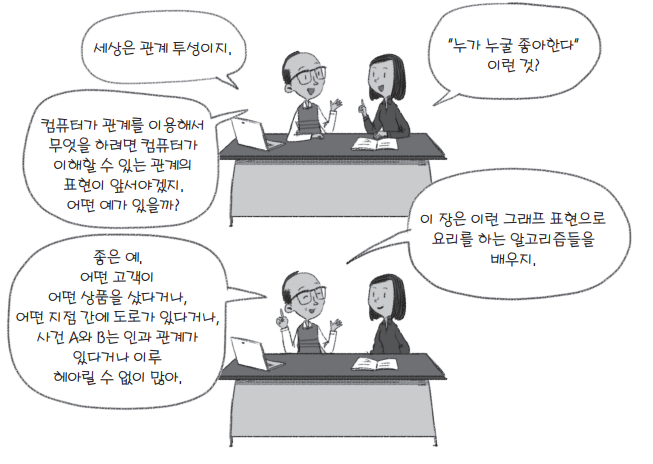 세상은 관계 투성이지.
컴퓨터가 관계를 이용해서
무엇을 하려면 컴퓨터가
이해할 수 있는 관계의
표현이 앞서야겠지.
어떤 예가 있을까?
“누가 누굴 좋아한다”
이런 것?
좋은 예.
어떤 고객이
어떤 상품을 샀다거나,
어떤 지점 간에 도로가 있다거나,
사건 A와 B는 인과 관계가
있다거나 이루
헤아릴 수 없이 많아.
이 장은 이런 그래프 표현으로
요리를 하는 알고리즘들을
배우지.